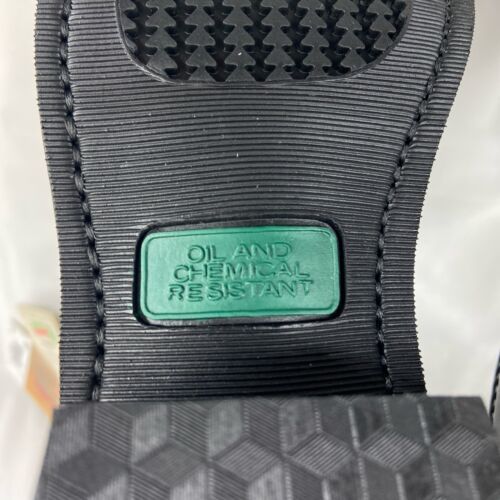 OIL AND
CHEMICAL
RESISTANT